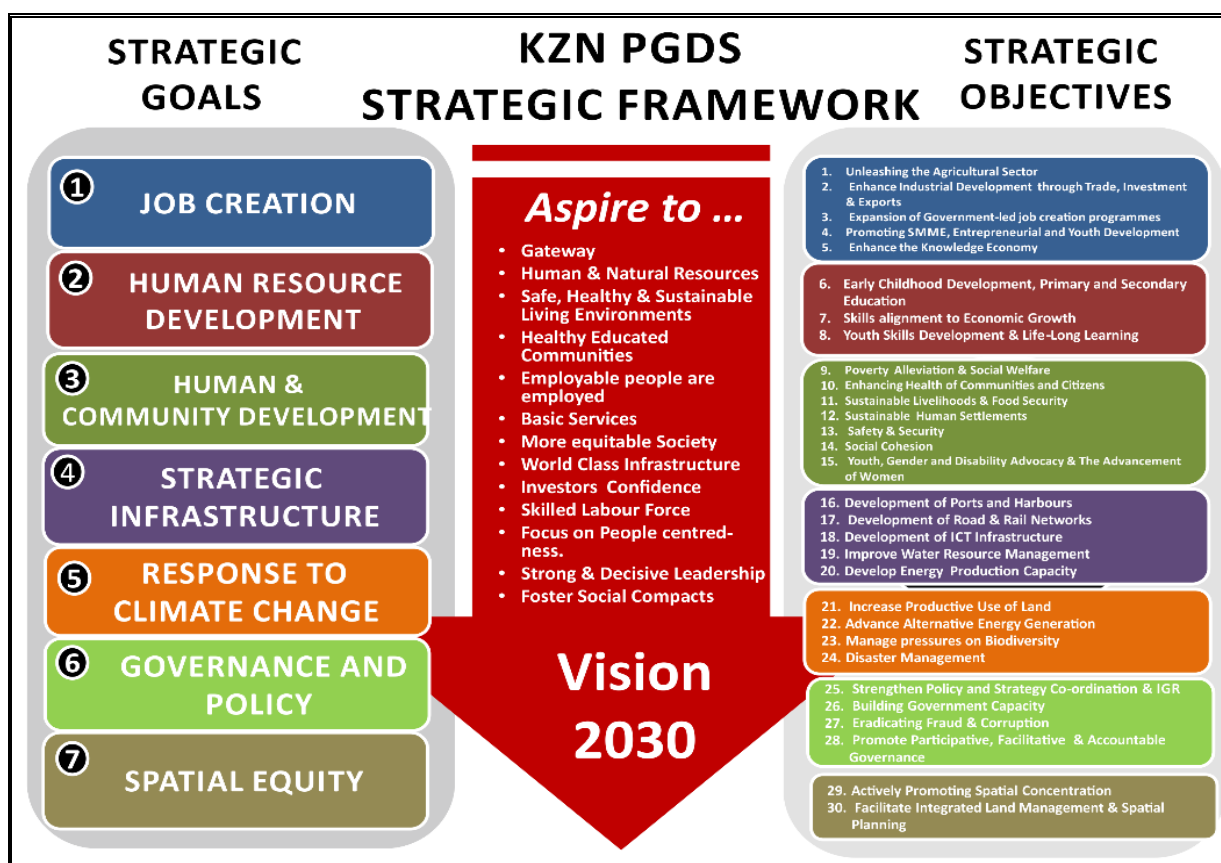 STRATEGIC
GOALS
❶
JOB CREATION
❷
HUMAN RESOURCE
DEVELOPMENT
❸
HUMAN &
COMMUNITY DEVELOPMENT
④
STRATEGIC
INFRASTRUCTURE
❺
RESPONSE TO
CLIMATE CHANGE
❻
GOVERNANCE AND
POLICY
❼
SPATIAL EQUITY
KZN PGDS
STRATEGIC FRAMEWORK
Aspire to ...
• Gateway
• Human & Natural Resources
• Safe, Healthy & Sustainable
Living Environments
• Healthy Educated
Communities
• Employable people are
employed
• Basic Services
• More equitable Society
• World Class Infrastructure
• Investors Confidence
• Skilled Labour Force
• Focus on People centred-
ness.
• Strong & Decisive Leadership
• Foster Social Compacts
Vision
2030
STRATEGIC
OBJECTIVES
1. Unleashing the Agricultural Sector
2. Enhance Industrial Development through Trade, Investment
& Exports
3. Expansion of Government-led job creation programmes
4. Promoting SMME, Entrepreneurial and Youth Development
5. Enhance the Knowledge Economy
6. Early Childhood Development, Primary and Secondary
Education
7. Skills alignment to Economic Growth
8. Youth Skills Development & Life-Long Learning
9. Poverty Alleviation & Social Welfare
10. Enhancing Health of Communities and Citizens
11. Sustainable Livelihoods & Food Security
12. Sustainable Human Settlements
13. Safety & Security
14. Social Cohesion
15. Youth, Gender and Disability Advocacy & The Advancement
of Women
16. Development of Ports and Harbours
17. Development of Road & Rail Networks
18. Development of ICT Infrastructure
19. Improve Water Resource Management
20. Develop Energy Production Capacity
21. Increase Productive Use of Land
22. Advance Alternative Energy Generation
23. Manage pressures on Biodiversity
24. Disaster Management
25. Strengthen Policy and Strategy Co-ordination & IGR
26. Building Government Capacity
27. Eradicating Fraud & Corruption
28. Promote Participative, Facilitative & Accountable
Governance
29. Actively Promoting Spatial Concentration
30. Facilitate Integrated Land Management & Spatial
Planning